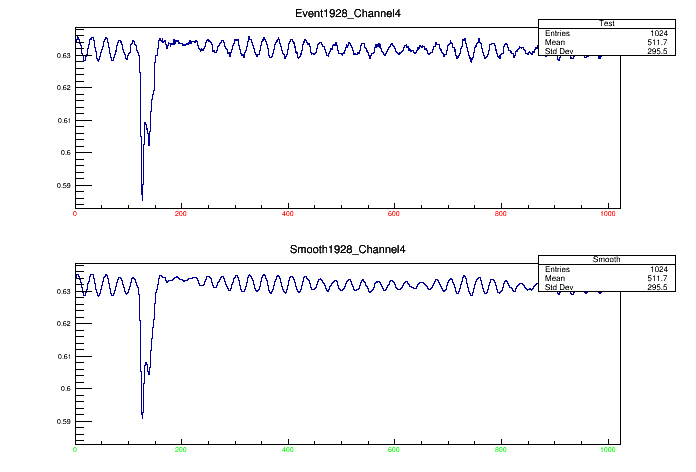 Event1928_Channel4
Test
Entries 1024
Mean 511.7
Std Dev 295.5
0.63
0.62
0.61
0.6
0.59
0 200 400 600 800 1000
Smooth1928_Channel4
Smooth
Entries 1024
Mean 511.7
Std Dev 295.5
0.63
0.62
0.61
0.6
0.59
0 200 400 600 800 1000